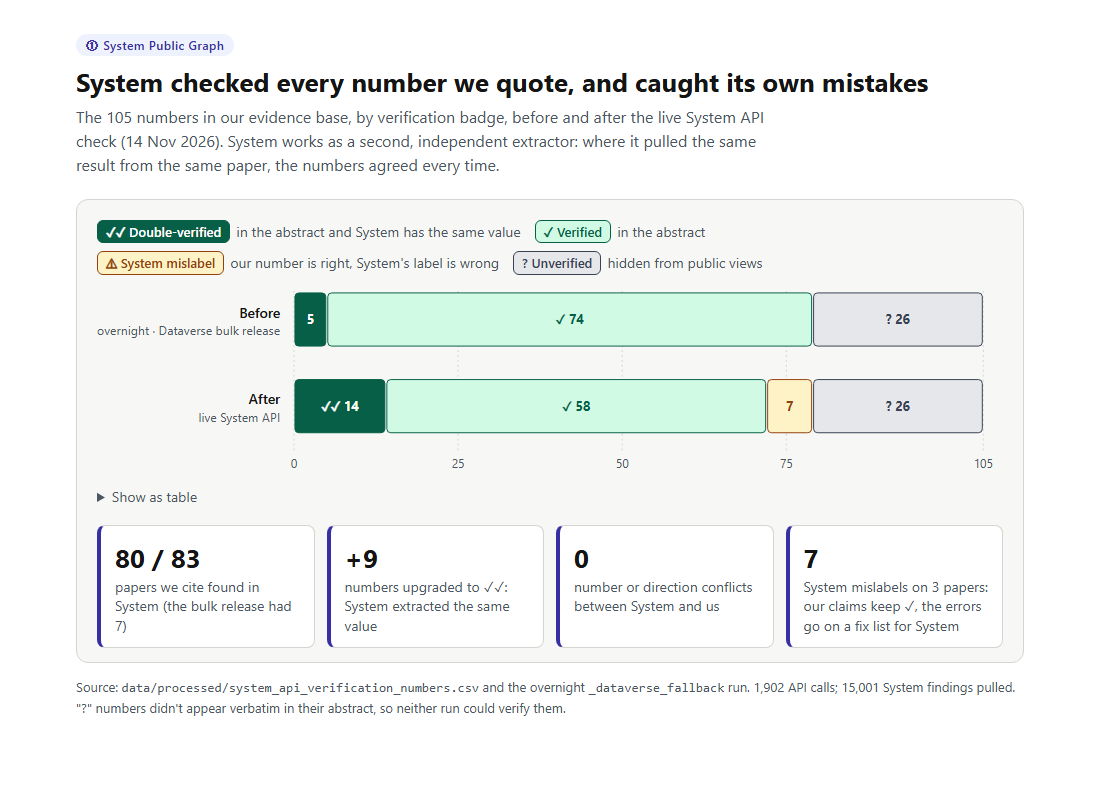 System Public Graph
System checked every number we quote, and caught its own mistakes
The 105 numbers in our evidence base, by verification badge, before and after the live System API
check (14 Nov 2026). System works as a second, independent extractor: where it pulled the same
result from the same paper, the numbers agreed every time.
✓✓ Double-verified in the abstract and System has the same value ✓ Verified in the abstract
⚠ System mislabel our number is right, System's label is wrong ? Unverified hidden from public views
Before
overnight · Dataverse bulk release
5 ✓ 74 ? 26
After
live System API
✓✓ 14 ✓ 58 7 ? 26
0 25 50 75 105
▶ Show as table
80 / 83
papers we cite found in
System (the bulk release had
7)
+9
numbers upgraded to ✓✓:
System extracted the same
value
0
number or direction conflicts
between System and us
7
System mislabels on 3 papers:
our claims keep ✓, the errors
go on a fix list for System
Source: data/processed/system_api_verification_numbers.csv and the overnight _dataverse_fallback run. 1,902 API calls; 15,001 System findings pulled.
"?" numbers didn't appear verbatim in their abstract, so neither run could verify them.